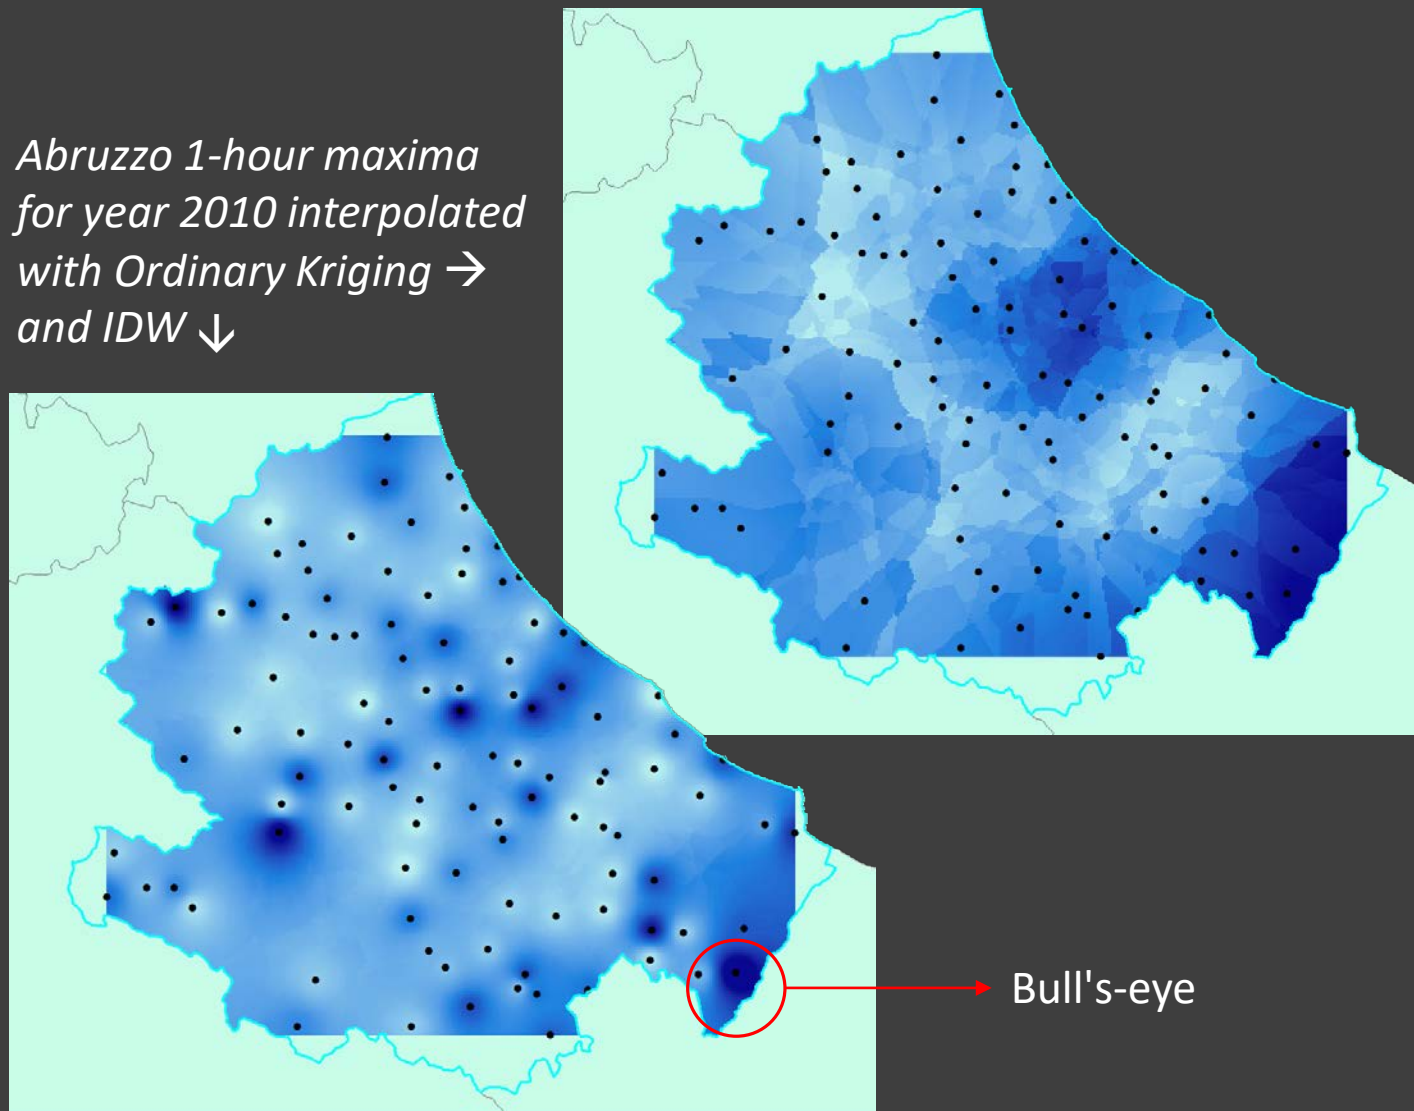 Abruzzo 1-hour maxima
for year 2010 interpolated
with Ordinary Kriging →
and IDW ↓
Bull's-eye